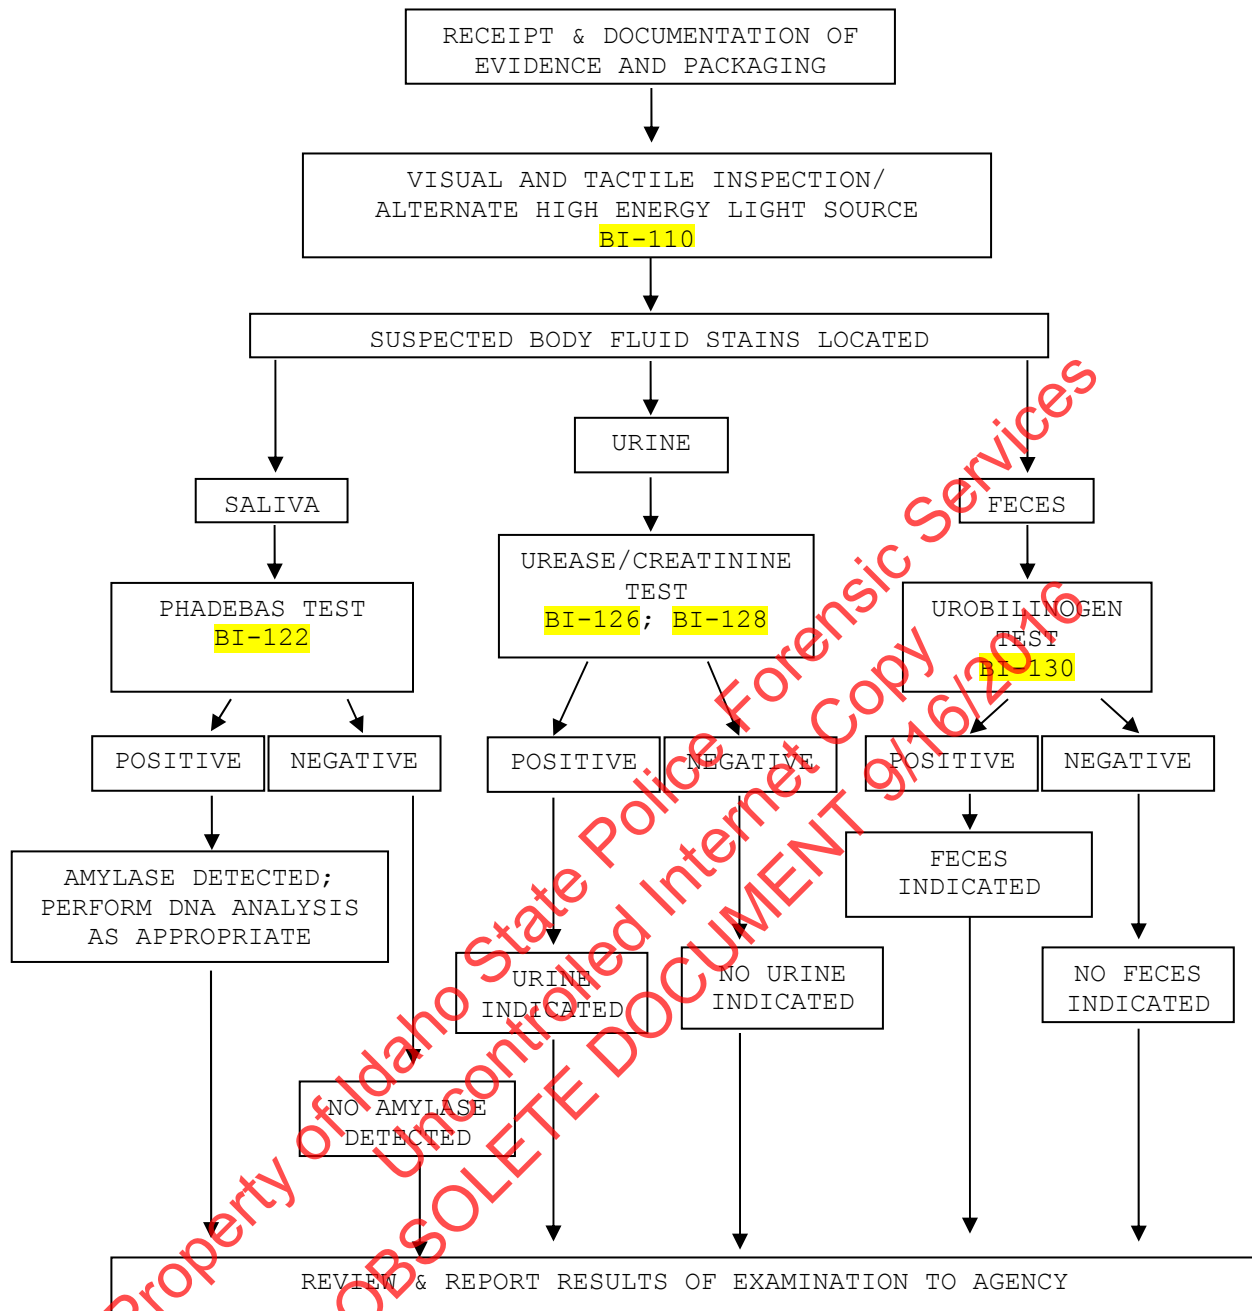 RECEIPT & DOCUMENTATION OF
EVIDENCE AND PACKAGING
VISUAL AND TACTILE INSPECTION/
ALTERNATE HIGH ENERGY LIGHT SOURCE
BI-110
SUSPECTED BODY FLUID STAINS LOCATED
SALIVA
URINE
FECES
PHADEBAS TEST
BI-122
UREASE/CREATININE
TEST
BI-126; BI-128
UROBILINOGEN
TEST
BI-130
POSITIVE
NEGATIVE
POSITIVE
NEGATIVE
POSITIVE
NEGATIVE
AMYLASE DETECTED;
PERFORM DNA ANALYSIS
AS APPROPRIATE
NO AMYLASE
DETECTED
URINE
INDICATED
NO URINE
INDICATED
FECES
INDICATED
NO FECES
INDICATED
REVIEW & REPORT RESULTS OF EXAMINATION TO AGENCY
Property of Idaho State Police Forensic Services
Uncontrolled Internet Copy
OBSOLETE DOCUMENT 9/16/2016